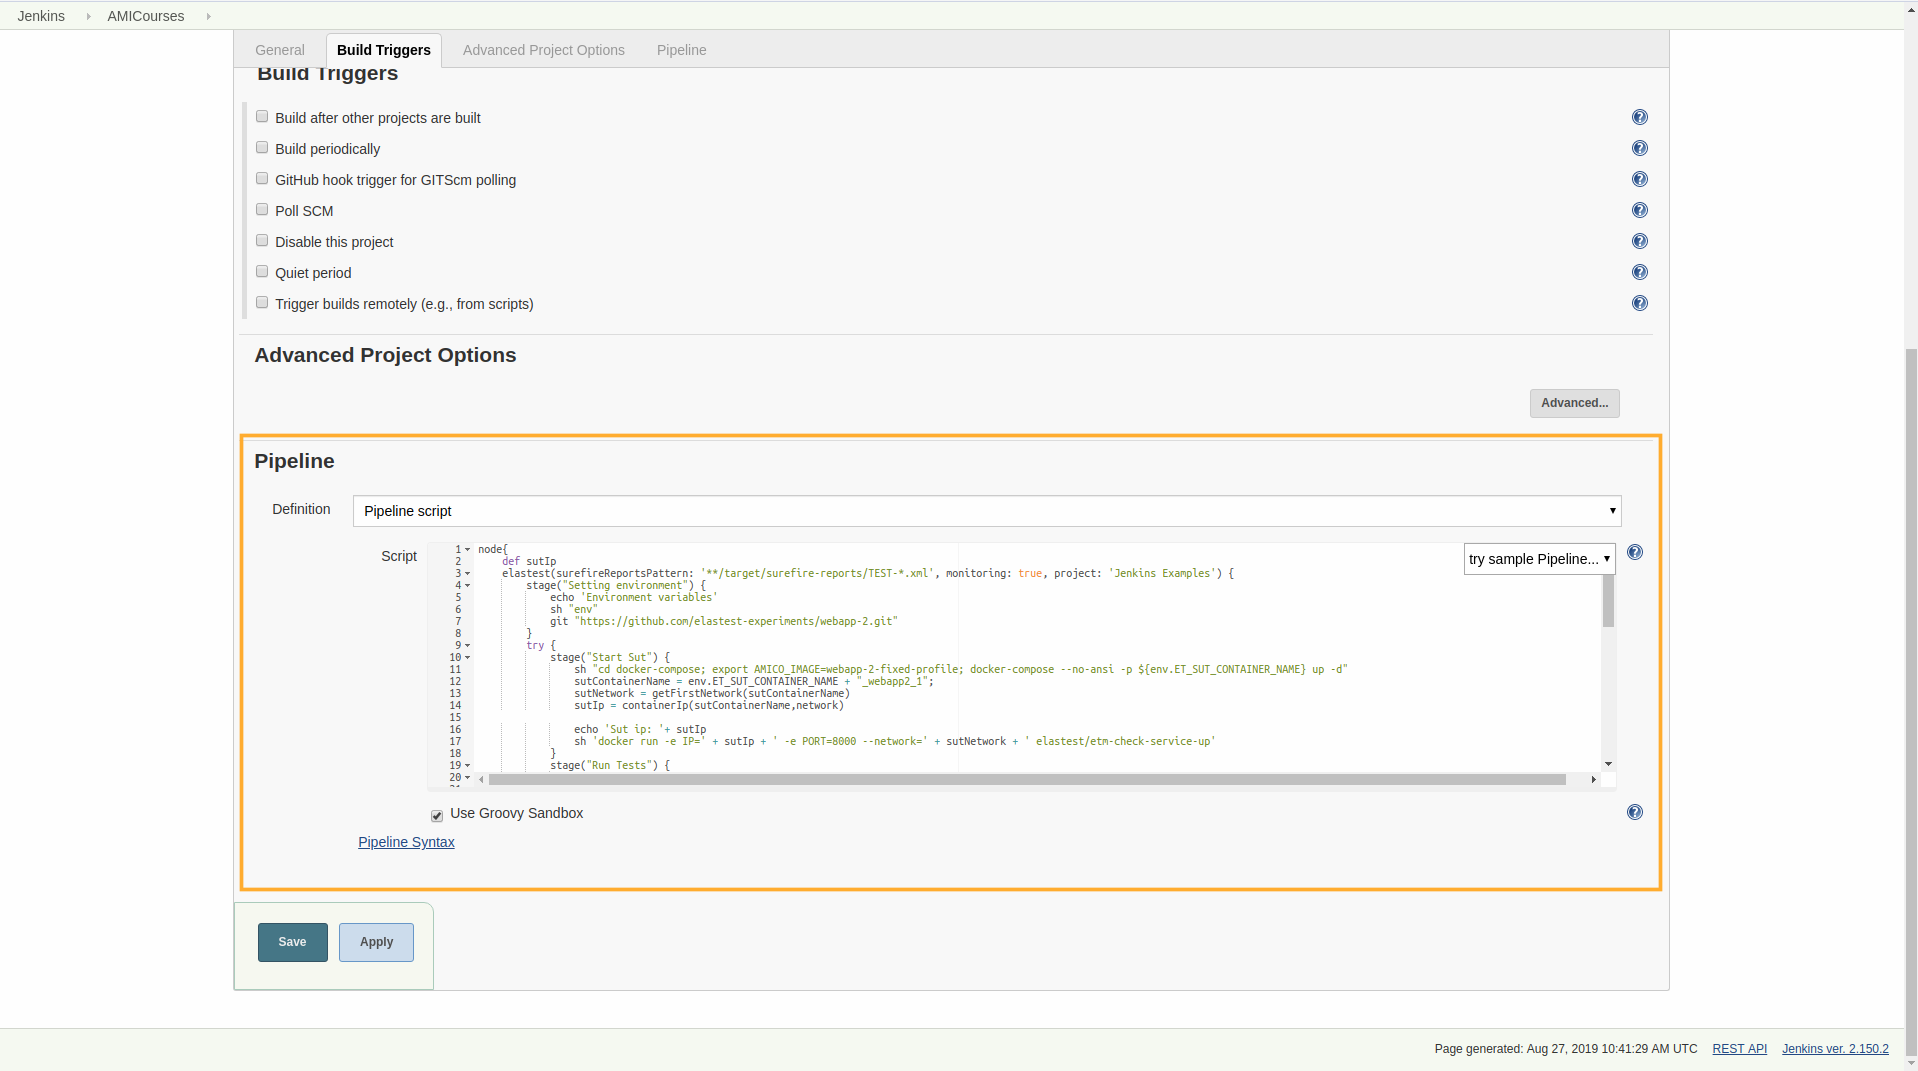 Jenkins AMICourses
General Build Triggers Advanced Project Options Pipeline
Build Triggers
Build after other projects are built
Build periodically
GitHub hook trigger for GITScm polling
Poll SCM
Disable this project
Quiet period
Trigger builds remotely (e.g., from scripts)
Advanced Project Options
Advanced...
Pipeline
Definition Pipeline script
Script
try sample Pipeline...
1 node{
2 def sutIp
3 elastest(surefireReportsPattern: '**/target/surefire-reports/TEST-*.xml', monitoring: true, project: 'Jenkins Examples') {
4 stage("Setting environment") {
5 echo 'Environment variables'
6 sh "env"
7 git "https://github.com/elastest-experiments/webapp-2.git"
8 }
9 try {
10 stage("Start Sut") {
11 sh "cd docker-compose; export AMICO_IMAGE=webapp-2-fixed-profile; docker-compose --no-ansi -p ${env.ET_SUT_CONTAINER_NAME} up -d"
12 sutContainerName = env.ET_SUT_CONTAINER_NAME + "_webapp2_1";
13 sutNetwork = getFirstNetwork(sutContainerName)
14 sutIp = containerIp(sutContainerName,network)
15
16 echo 'Sut ip: '+ sutIp
17 sh 'docker run -e IP=' + sutIp + ' -e PORT=8000 --network=' + sutNetwork + ' elastest/etm-check-service-up'
18 }
19 stage("Run Tests") {
20
Use Groovy Sandbox
Pipeline Syntax
Save Apply
Page generated: Aug 27, 2019 10:41:29 AM UTC REST API Jenkins ver. 2.150.2